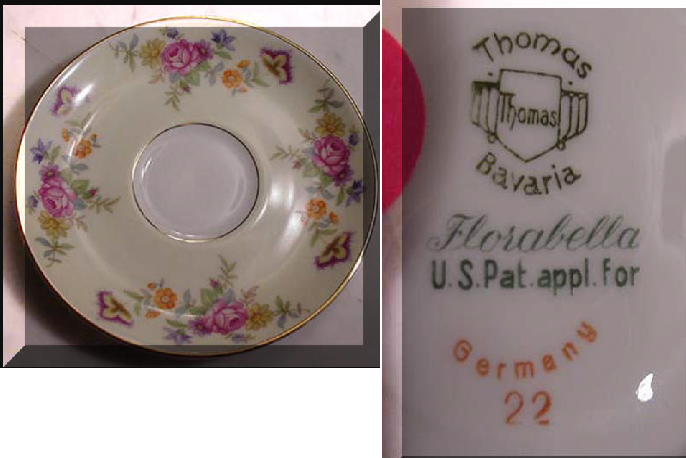 Thomas
Thomas
Bavaria
Florabella
U.S.Pat.appl.for
Germany
22